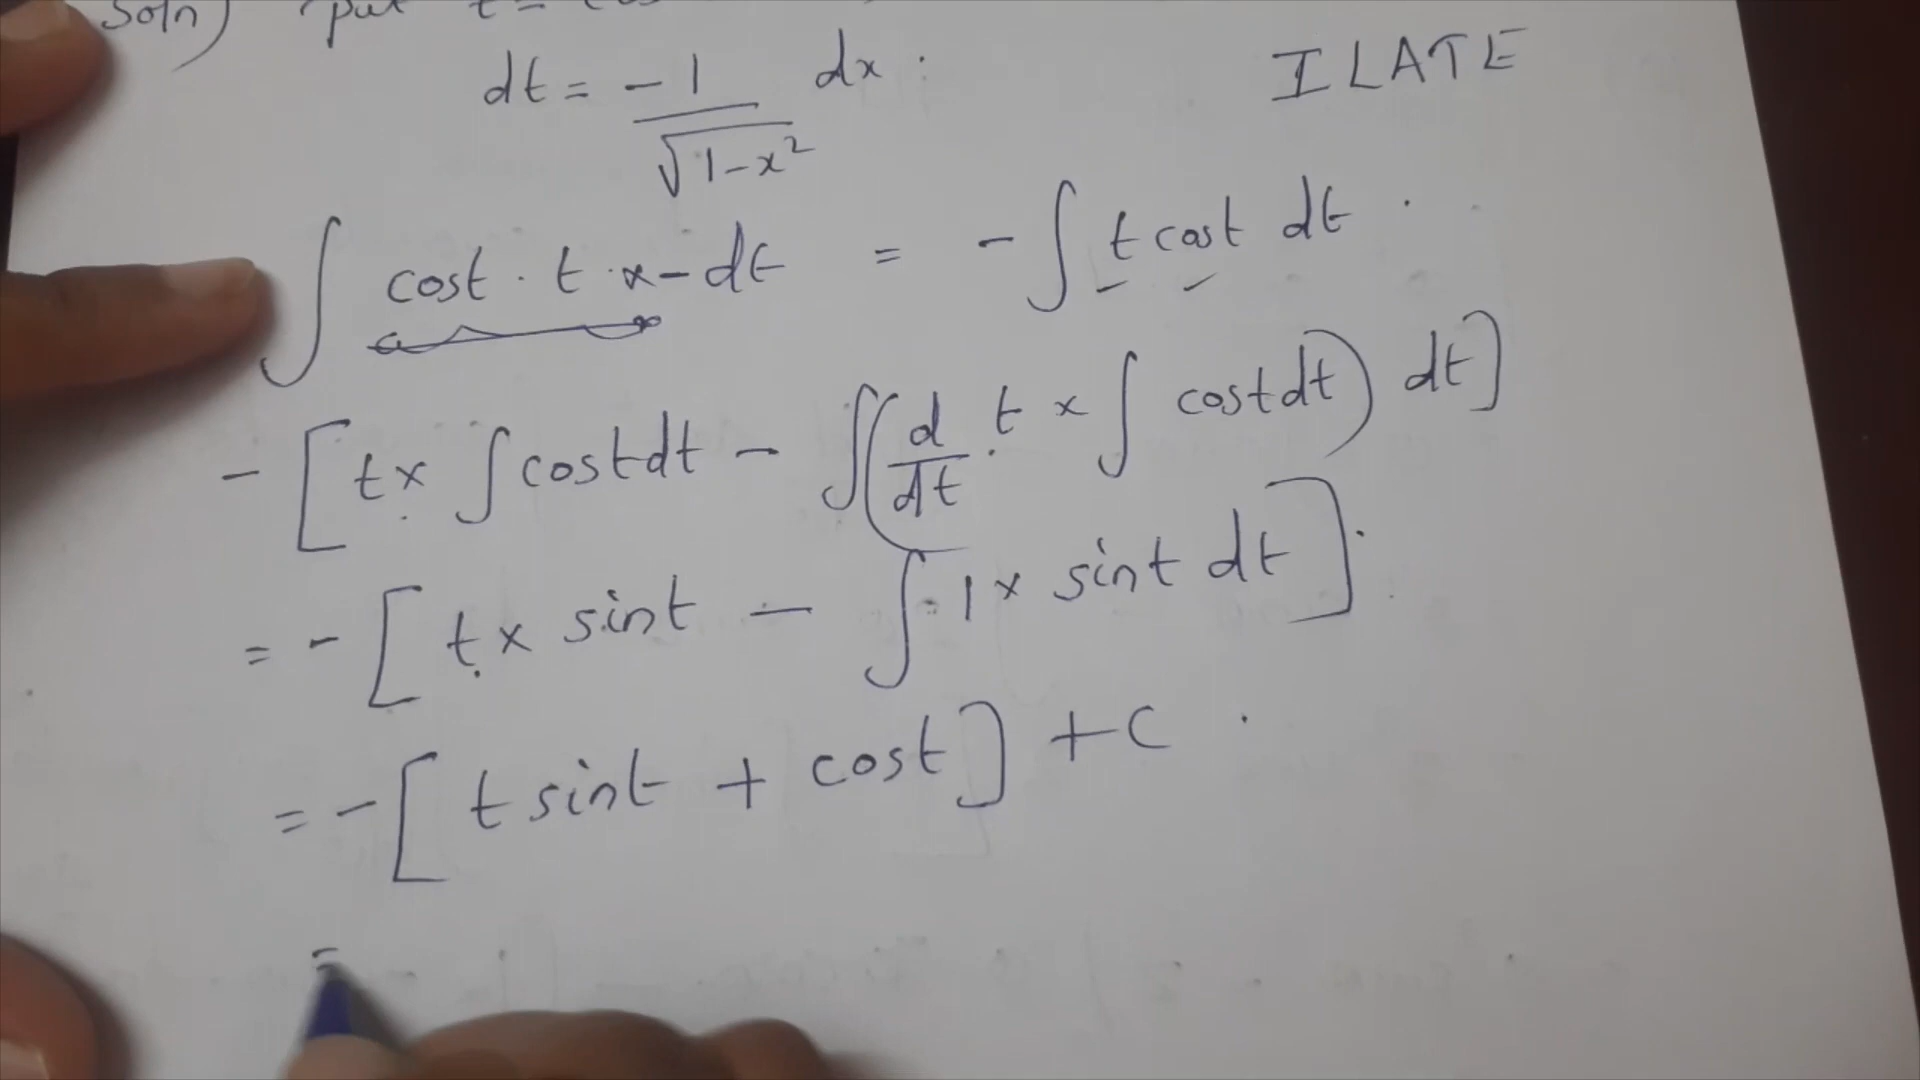 Soln) put t =
dt = -1/√1-x² dx.
ILATE
∫ cost . t . x - dt = - ∫ t cost dt .
- [ t x ∫ cost dt - ∫ ( d/dt t x ∫ cost dt ) dt ]
= - [ t x sint - ∫ 1 x sint dt ] .
= - [ t sint + cost ] + c .
=